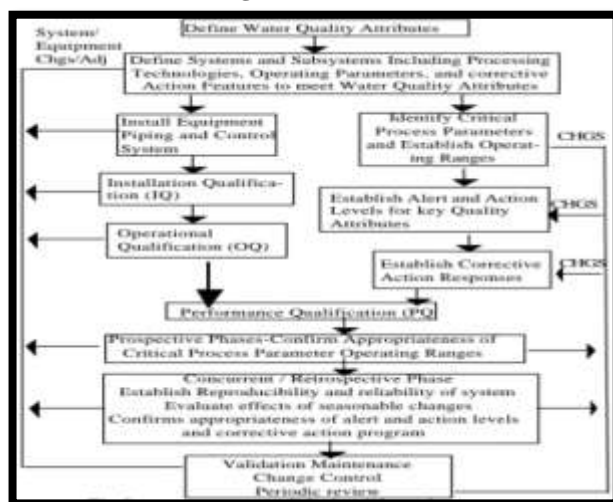 System/
Equipment
Chgs/Adj
Define Water Quality Attributes
Define Systems and Subsystems Including Processing
Technologies, Operating Parameters, and corrective
Action Features to meet Water Quality Attributes
Install Equipment
Piping and Control
System
Identify Critical
Process Parameters
and Establish Operat-
ing Ranges
CHGS
Installation Qualifica-
tion (IQ)
Establish Alert and Action
Levels for key Quality
Attributes
CHGS
Operational
Qualification (OQ)
Establish Corrective
Action Responses
CHGS
Performance Qualification (PQ
Prospective Phases-Confirm Appropriateness of
Critical Process Parameter Operating Ranges
Concurrent / Retrospective Phase
Establish Reproducibility and reliability of system
Evaluate effects of seasonable changes
Confirms appropriateness of alert and action levels
and corrective action program
Validation Maintenance
Change Control
Periodic review